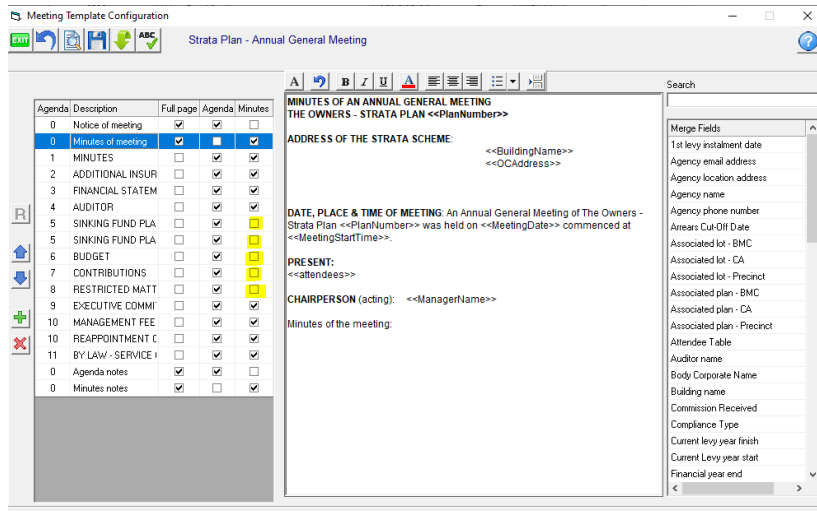 Meeting Template Configuration
EXIT
ABC
Strata Plan - Annual General Meeting
A B I U A
Search
Agenda Description Full page Agenda Minutes
0 Notice of meeting
0 Minutes of meeting
1 MINUTES
2 ADDITIONAL INSUR
3 FINANCIAL STATEM
4 AUDITOR
5 SINKING FUND PLA
5 SINKING FUND PLA
6 BUDGET
7 CONTRIBUTIONS
8 RESTRICTED MATT
9 EXECUTIVE COMMI
10 MANAGEMENT FEE
10 REAPPOINTMENT C
11 BY LAW - SERVICE
0 Agenda notes
0 Minutes notes
R
MINUTES OF AN ANNUAL GENERAL MEETING
THE OWNERS - STRATA PLAN <<PlanNumber>>
ADDRESS OF THE STRATA SCHEME:
<<BuildingName>>
<<OCAddress>>
DATE, PLACE & TIME OF MEETING: An Annual General Meeting of The Owners -
Strata Plan <<PlanNumber>> was held on <<MeetingDate>> commenced at
<<MeetingStartTime>>.
PRESENT:
<<attendees>>
CHAIRPERSON (acting): <<ManagerName>>
Minutes of the meeting:
Merge Fields
1st levy instalment date
Agency email address
Agency location address
Agency name
Agency phone number
Arrears Cut-Off Date
Associated lot - BMC
Associated lot - CA
Associated lot - Precinct
Associated plan - BMC
Associated plan - CA
Associated plan - Precinct
Attendee Table
Auditor name
Body Corporate Name
Building name
Commission Received
Compliance Type
Current levy year finish
Current Levy year start
Financial year end